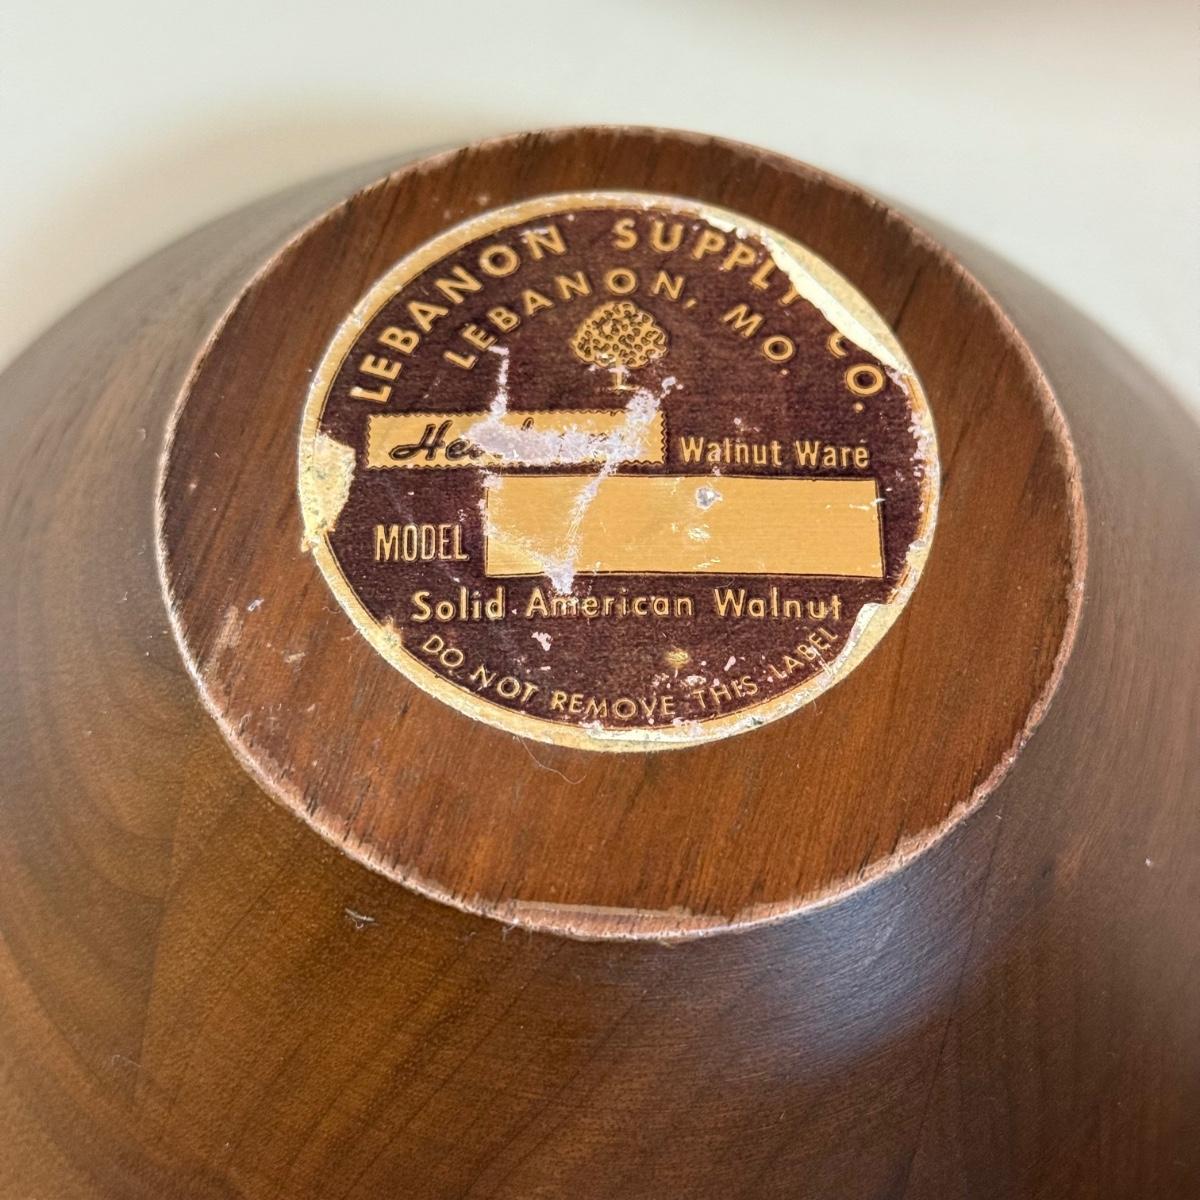 LEBANON SUPPLY CO.
LEBANON, MO.
Walnut Ware
MODEL
Solid American Walnut
DO NOT REMOVE THIS LABEL